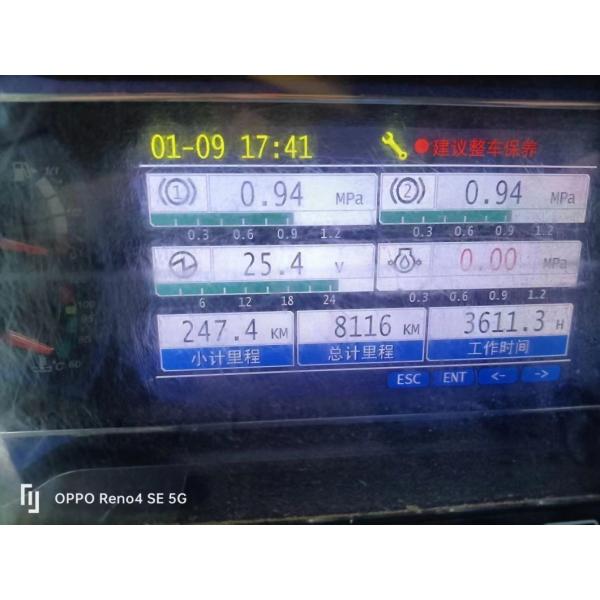 01-09 17:41 建议整车保养
1 0.94 MPa 2 0.94 MPa
0.3 0.6 0.9 1.2 0.3 0.6 0.9 1.2
25.4 V 0.00 MPa
6 12 18 24 0.3 0.6 0.9 1.2
247.4 KM 8116 KM 3611.3 H
小计里程 总计里程 工作时间
ESC ENT <- ->
OPPO Reno4 SE 5G